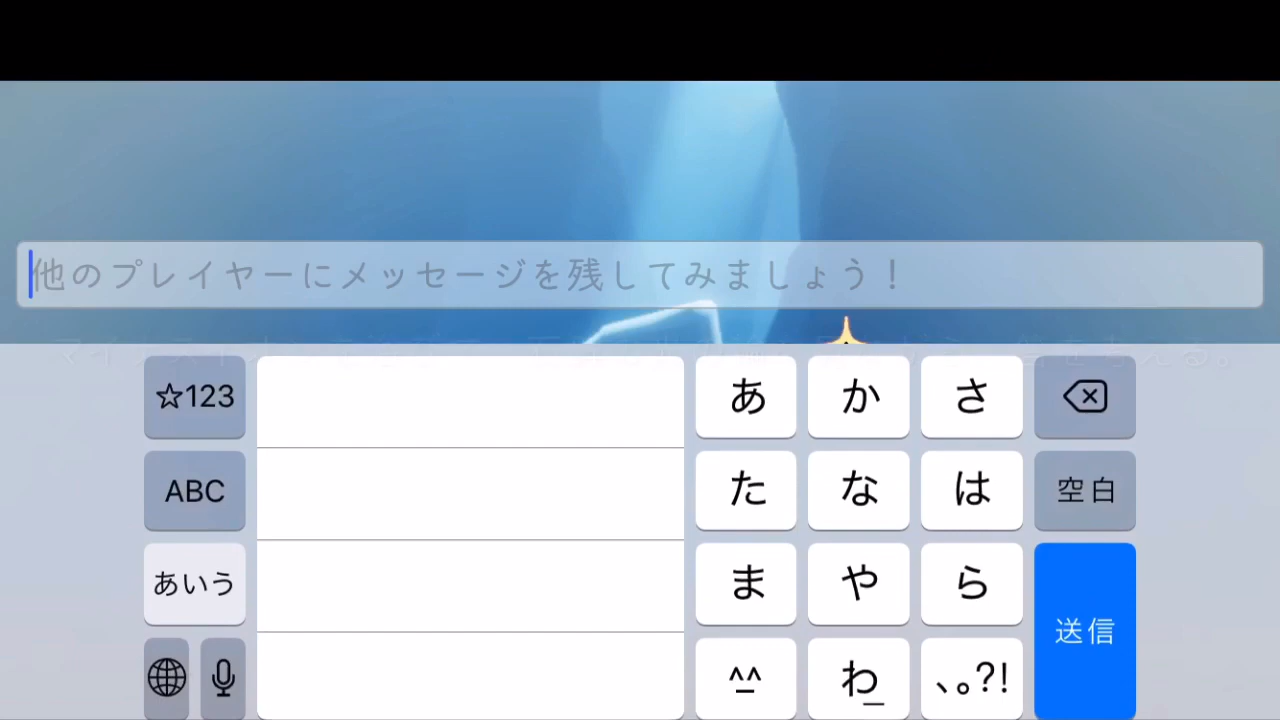 他のプレイヤーにメッセージを残してみましょう！
☆123
あ
か
さ
ABC
た
な
は
空白
あいう
ま
や
ら
送信
^^
わ_
、。?!